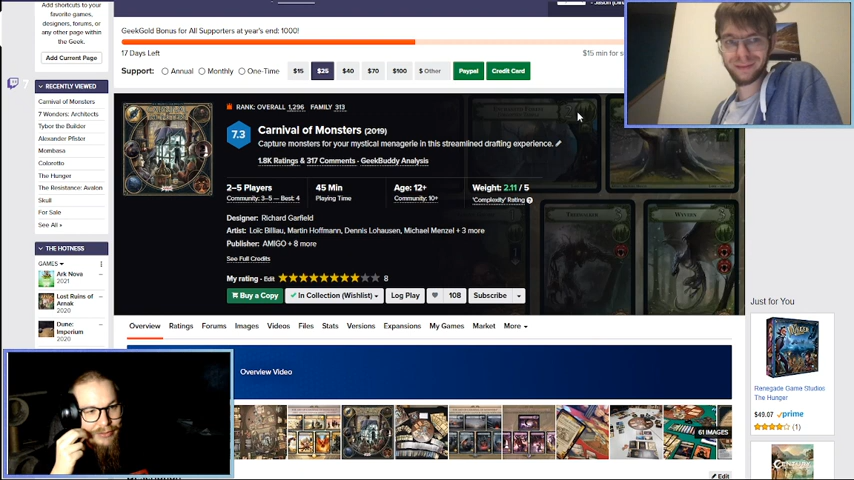 Add shortcuts to your
favorite games,
designers, forums, or
any other page within
the Geek.
Add Current Page
RECENTLY VIEWED
Carnival of Monsters
7 Wonders: Architects
Tybor the Builder
Alexander Pfister
Mombasa
Coloretto
The Hunger
The Resistance: Avalon
Skull
For Sale
See All »
THE HOTNESS
GAMES
Ark Nova
2021
Lost Ruins of
Arnak
2020
Dune:
Imperium
2020
GeekGold Bonus for All Supporters at year's end: 1000!
17 Days Left
$15 min for s
Support: Annual Monthly One-Time $15 $25 $40 $70 $100 $ Other Paypal Credit Card
RANK: OVERALL 1,296 FAMILY 313
7.3 Carnival of Monsters (2019)
Capture monsters for your mystical menagerie in this streamlined drafting experience.
1.8K Ratings & 317 Comments · GeekBuddy Analysis
2–5 Players
Community: 3–5 — Best: 4
45 Min
Playing Time
Age: 12+
Community: 10+
Weight: 2.11 / 5
'Complexity' Rating
Designer: Richard Garfield
Artist: Loïc Billiau, Martin Hoffmann, Dennis Lohausen, Michael Menzel + 3 more
Publisher: AMIGO + 8 more
See Full Credits
My rating · Edit 8
Buy a Copy In Collection (Wishlist) Log Play 108 Subscribe
Overview Ratings Forums Images Videos Files Stats Versions Expansions My Games Market More
Overview Video
61 IMAGES
Edit
Just for You
Renegade Game Studios
The Hunger
$49.07 prime
(1)